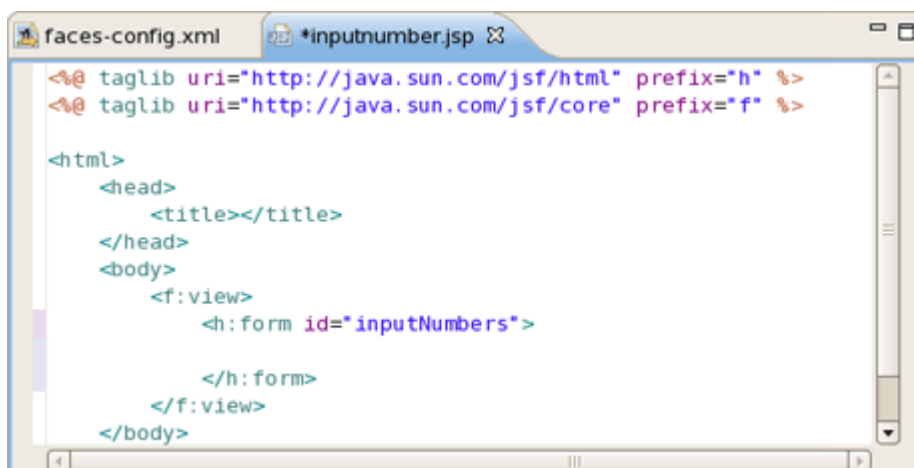 faces-config.xml *inputnumber.jsp
<%@ taglib uri="http://java.sun.com/jsf/html" prefix="h" %>
<%@ taglib uri="http://java.sun.com/jsf/core" prefix="f" %>
<html>
<head>
<title></title>
</head>
<body>
<f:view>
<h:form id="inputNumbers">
</h:form>
</f:view>
</body>